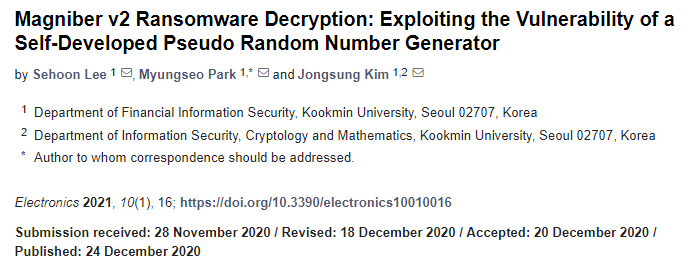 Magniber v2 Ransomware Decryption: Exploiting the Vulnerability of a
Self-Developed Pseudo Random Number Generator
by Sehoon Lee 1, Myungseo Park 1,* and Jongsung Kim 1,2
1 Department of Financial Information Security, Kookmin University, Seoul 02707, Korea
2 Department of Information Security, Cryptology and Mathematics, Kookmin University, Seoul 02707, Korea
* Author to whom correspondence should be addressed.
Electronics 2021, 10(1), 16; https://doi.org/10.3390/electronics10010016
Submission received: 28 November 2020 / Revised: 18 December 2020 / Accepted: 20 December 2020 /
Published: 24 December 2020